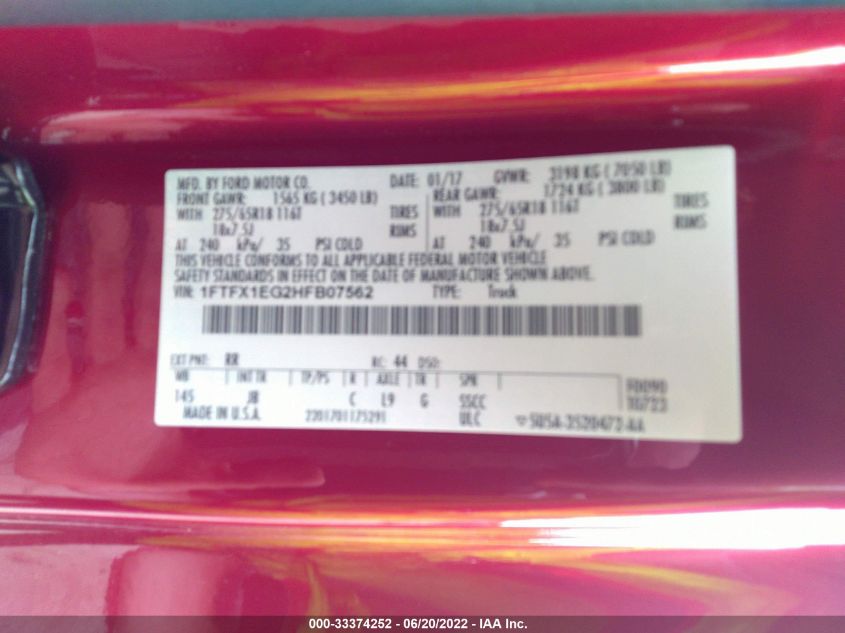 MFD. BY FORD MOTOR CO. DATE: 01/17 GVWR: 3198 KG ( 7050 LB)
FRONT GAWR: 1565 KG ( 3450 LB) REAR GAWR: 1724 KG ( 3800 LB)
WITH 275/65R18 116T TIRES WITH 275/65R18 116T TIRES
18x7.5J RIMS 18x7.5J RIMS
AT 240 kPa/ 35 PSI COLD AT 240 kPa/ 35 PSI COLD
THIS VEHICLE CONFORMS TO ALL APPLICABLE FEDERAL MOTOR VEHICLE
SAFETY STANDARDS IN EFFECT ON THE DATE OF MANUFACTURE SHOWN ABOVE.
VIN: 1FTFX1EG2HFB07562 TYPE: Truck
EXT PNT: RR RC: 44 DSO:
WB INT TR TP/PS R AXLE TR SPR
145 JB C L9 G SSCC
MADE IN U.S.A. 2201701175291 ULC
000-33374252 - 06/20/2022 - IAA Inc.